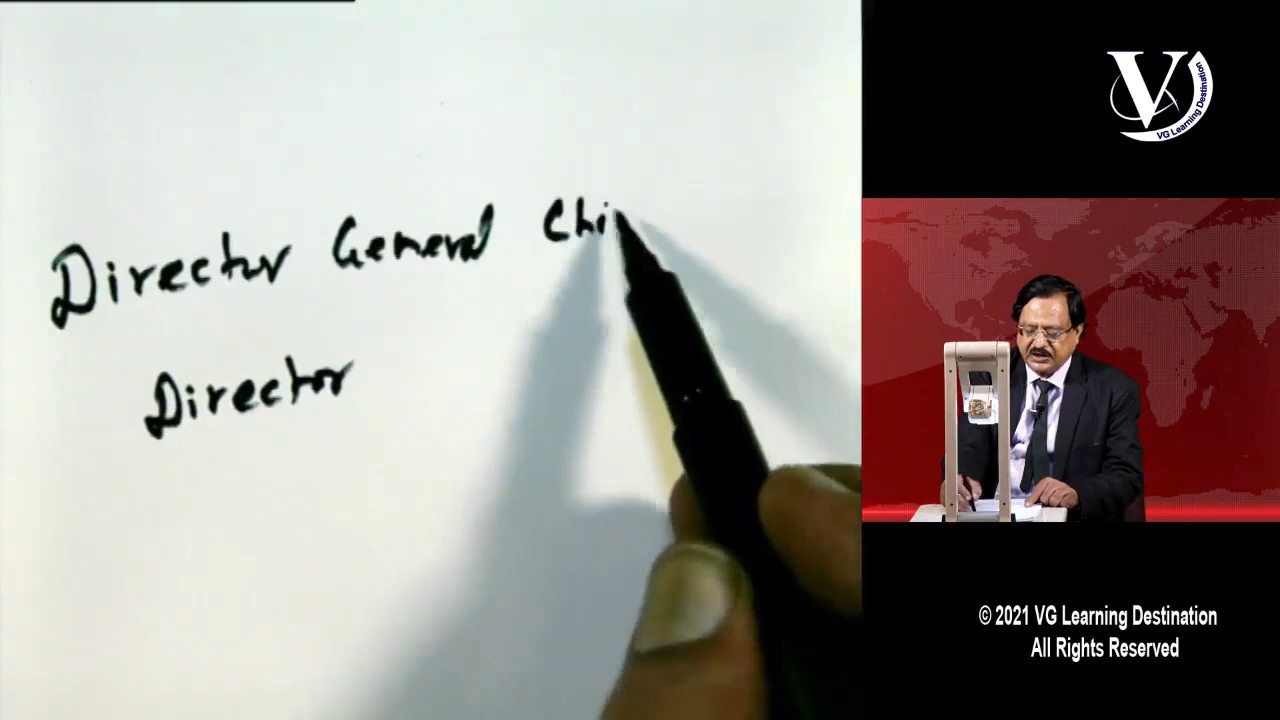 Director General Chi
Director
V
VG Learning Destination
© 2021 VG Learning Destination
All Rights Reserved